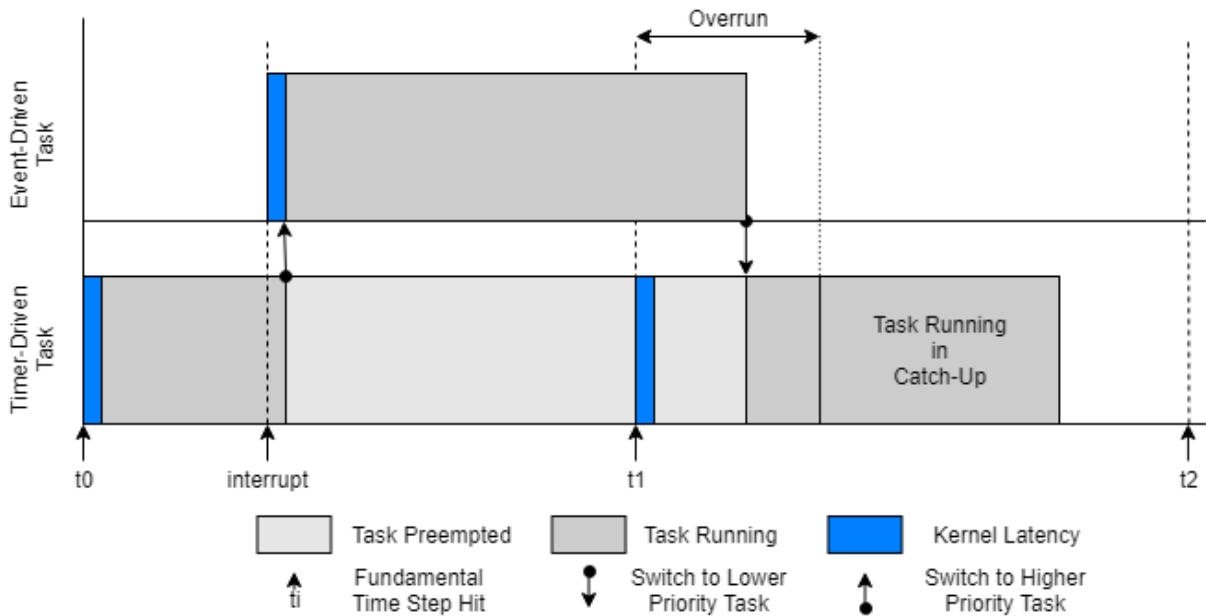 Overrun
Event-Driven
Task
Timer-Driven
Task
Task Running
in
Catch-Up
t0
interrupt
t1
t2
Task Preempted
Task Running
Kernel Latency
ti
Fundamental
Time Step Hit
Switch to Lower
Priority Task
Switch to Higher
Priority Task